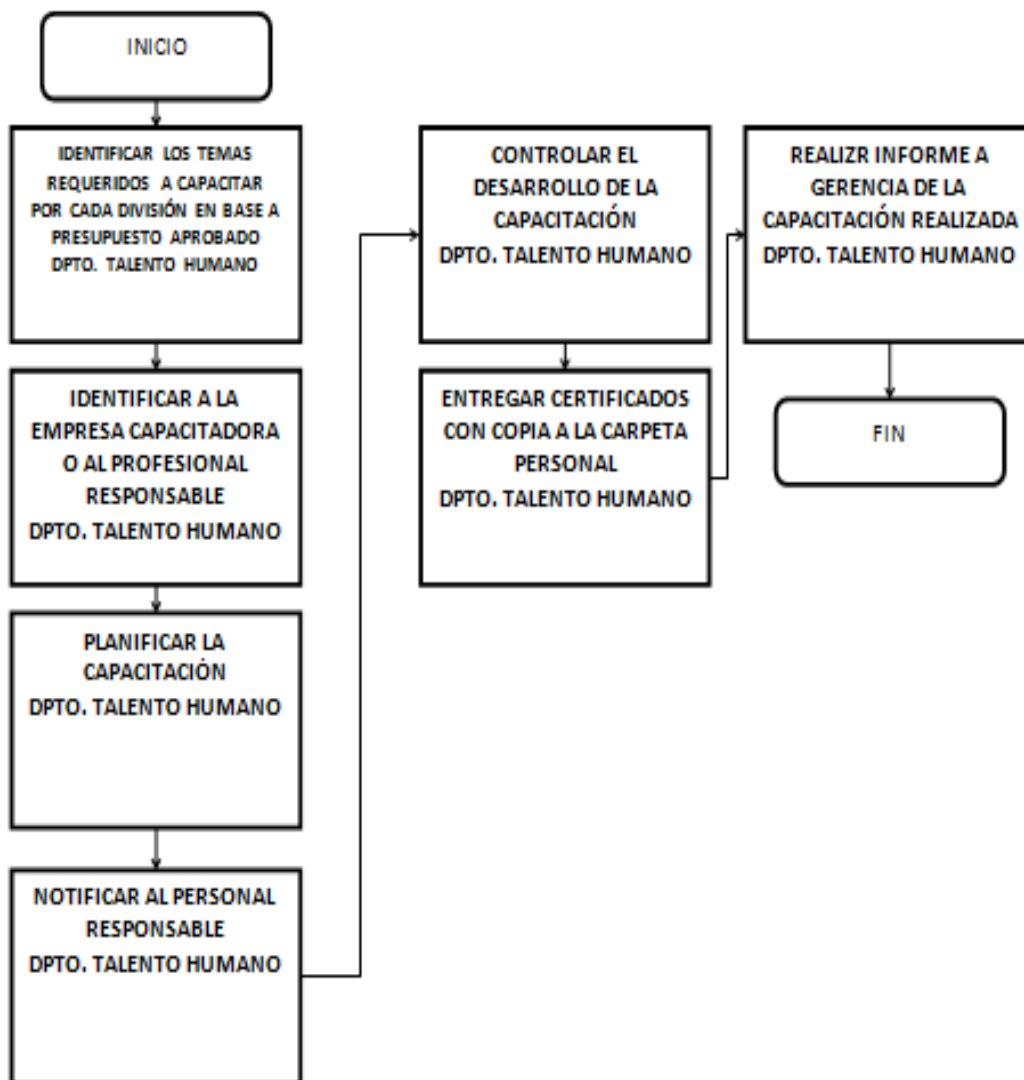 INICIO
IDENTIFICAR LOS TEMAS
REQUERIDOS A CAPACITAR
POR CADA DIVISIÓN EN BASE A
PRESUPUESTO APROBADO
DPTO. TALENTO HUMANO
IDENTIFICAR A LA
EMPRESA CAPACITADORA
O AL PROFESIONAL
RESPONSABLE
DPTO. TALENTO HUMANO
PLANIFICAR LA
CAPACITACIÓN
DPTO. TALENTO HUMANO
NOTIFICAR AL PERSONAL
RESPONSABLE
DPTO. TALENTO HUMANO
CONTROLAR EL
DESARROLLO DE LA
CAPACITACIÓN
DPTO. TALENTO HUMANO
ENTREGAR CERTIFICADOS
CON COPIA A LA CARPETA
PERSONAL
DPTO. TALENTO HUMANO
REALIZR INFORME A
GERENCIA DE LA
CAPACITACIÓN REALIZADA
DPTO. TALENTO HUMANO
FIN